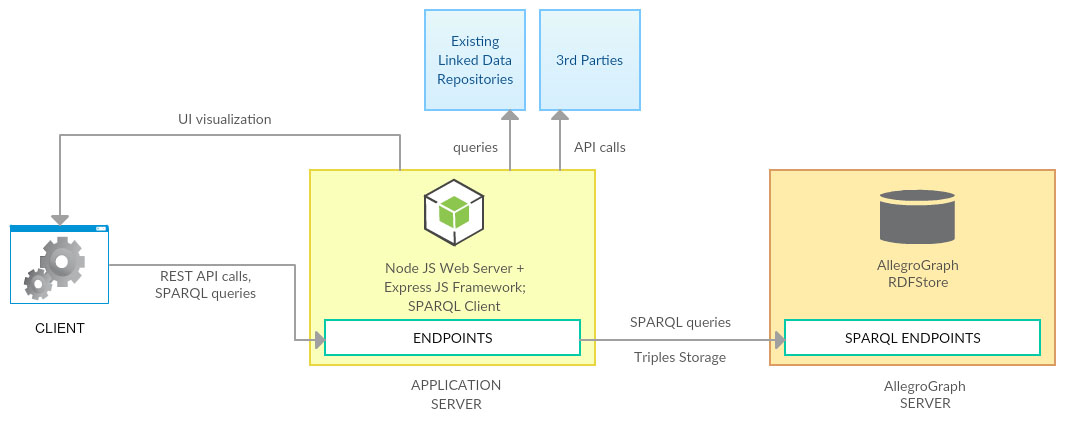 Existing
Linked Data
Repositories
3rd Parties
UI visualization
queries
API calls
Node JS Web Server +
Express JS Framework;
SPARQL Client
AllegroGraph
RDFStore
REST API calls,
SPARQL queries
CLIENT
ENDPOINTS
SPARQL queries
Triples Storage
SPARQL ENDPOINTS
APPLICATION
SERVER
AllegroGraph
SERVER